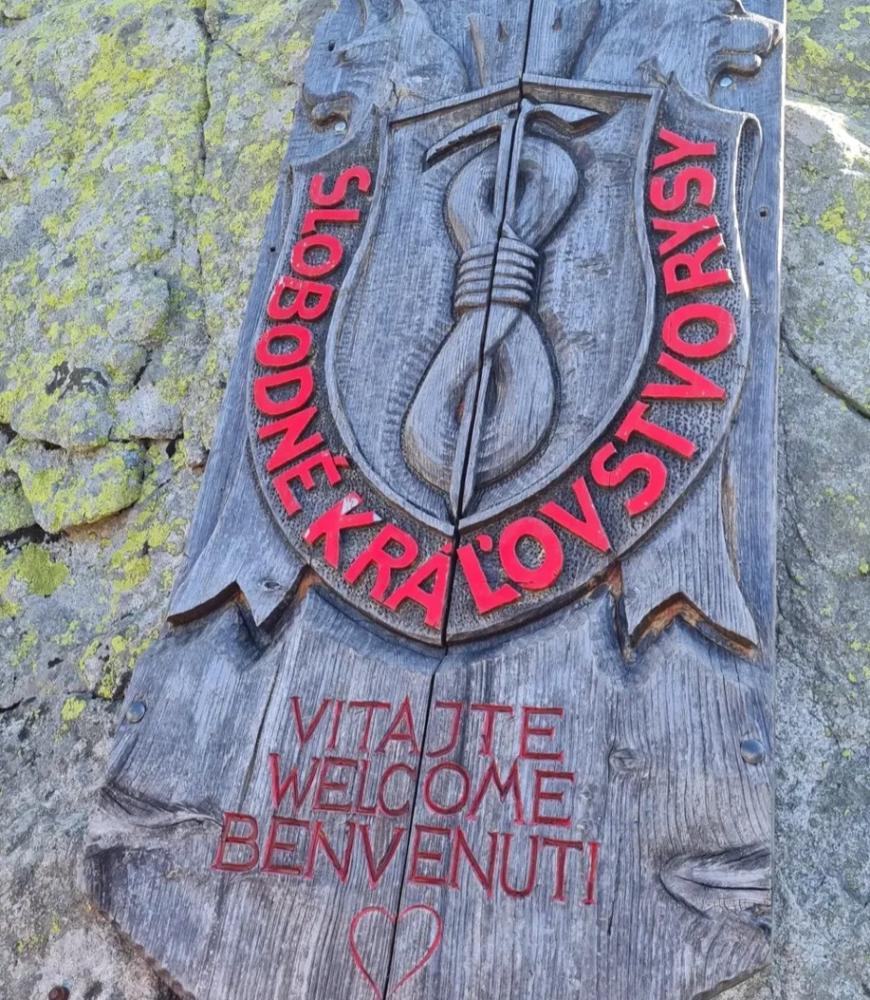 SLOBODNÉ KRÁĽOVSTVO RYSY
VITAJTE
WELCOME
BENVENUTI